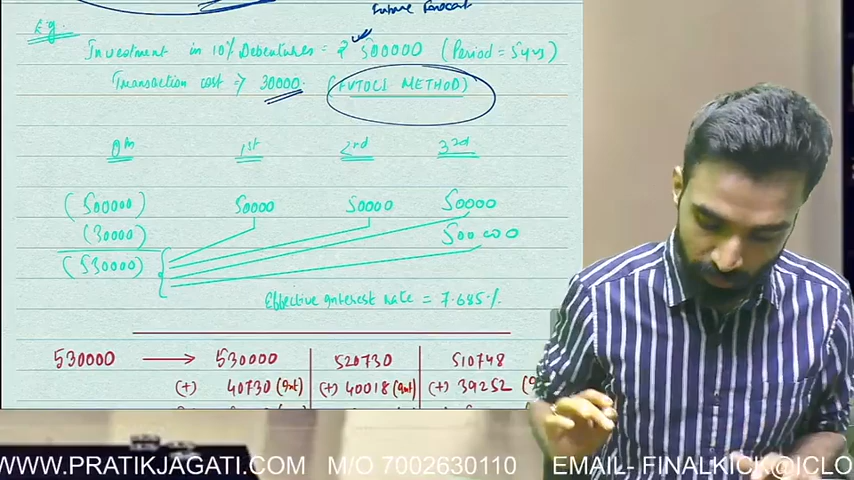 Future Forecast
Eg.
Investment in 10% Debentures = ₹ 500000 (Period = 5yrs)
Transaction cost => 30000. (FVTOCI METHOD)
0th 1st 2nd 3rd
(500000) 50000 50000 50000
(30000) 500000
(530000)
Effective Interest rate = 7.685%.
530000 → 530000 520730 510748
(+) 40730 (Int) (+) 40018 (Int) (+) 39252
WWW.PRATIKJAGATI.COM M/O 7002630110 EMAIL- FINALKICK@ICLO